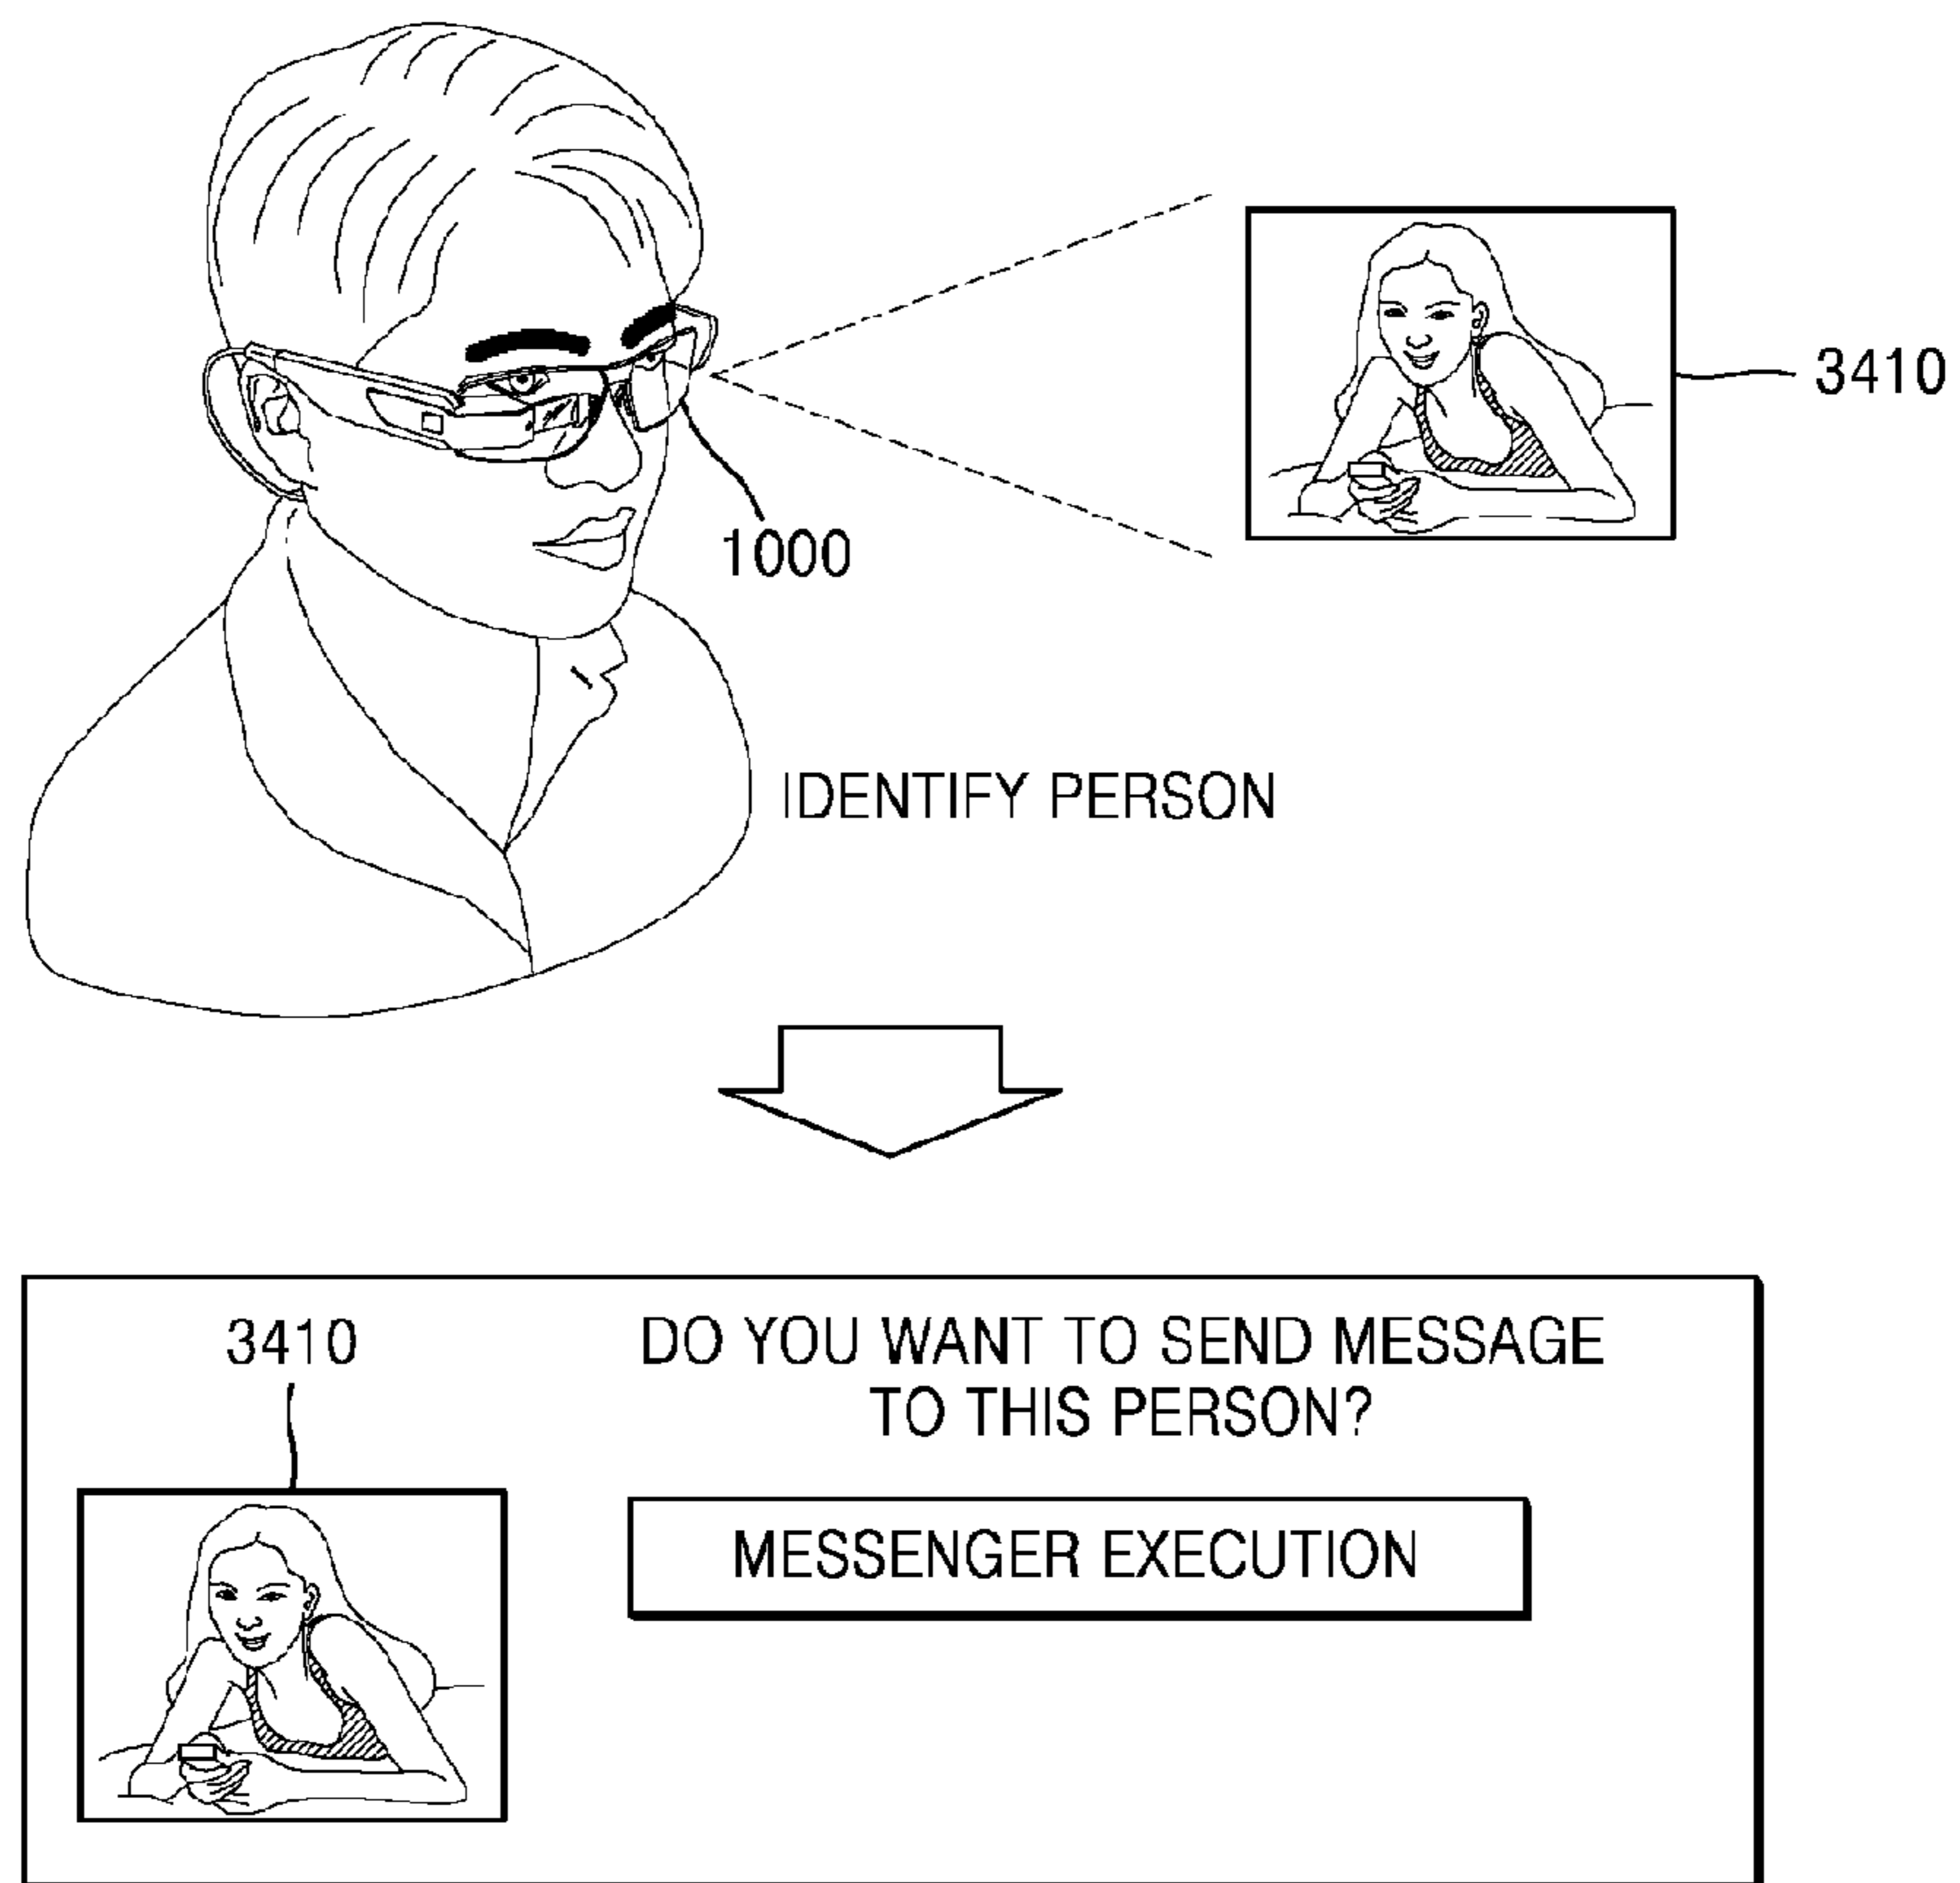 3410
1000
IDENTIFY PERSON
3410
DO YOU WANT TO SEND MESSAGE
TO THIS PERSON?
MESSENGER EXECUTION